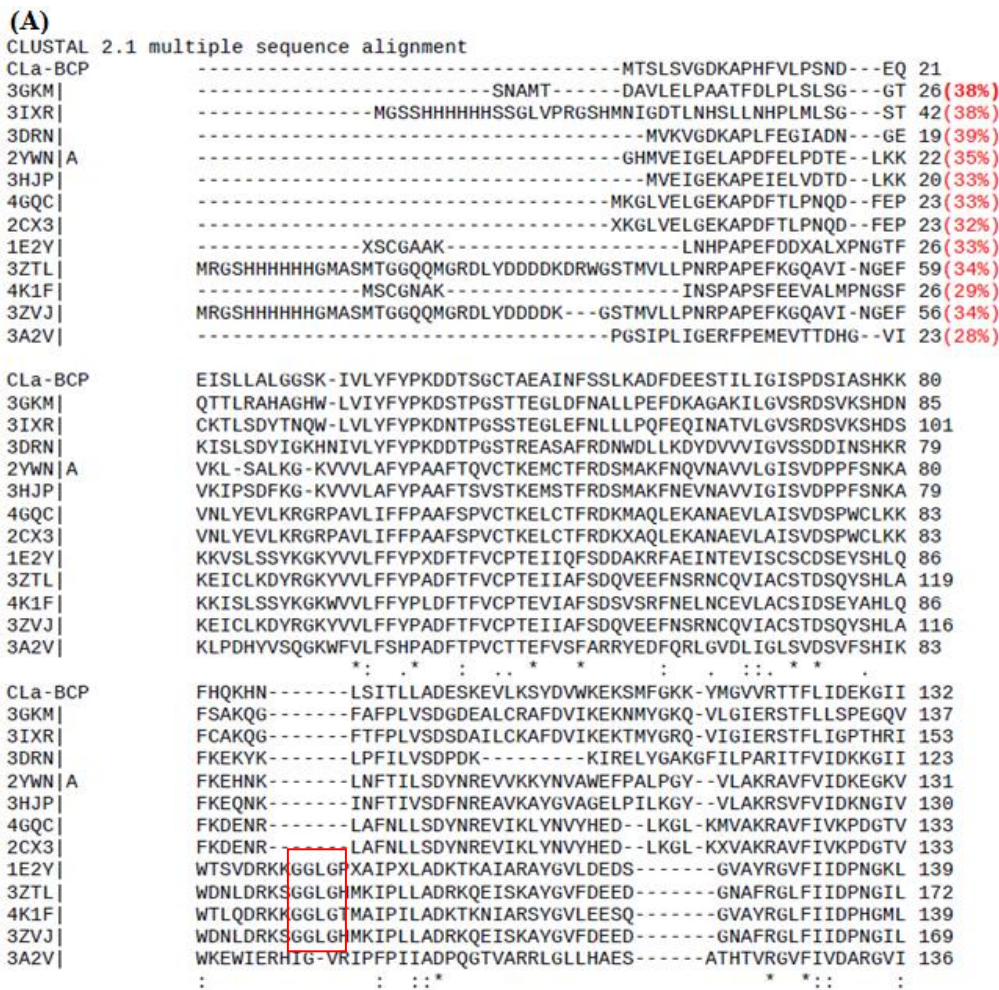 (A)
CLUSTAL 2.1 multiple sequence alignment
CLa-BCP ------------------------------------MTSLSVGDKAPHFVLPSND---EQ 21
3GKM| -------------------------SNAMT------DAVLELPAATFDLPLSLSG---GT 26(38%)
3IXR| ---------------MGSSHHHHHHSSGLVPRGSHMNIGDTLNHSLLNHPLMLSG---ST 42(38%)
3DRN| --------------------------------------MVKVGDKAPLFEGIADN---GE 19(39%)
2YWN|A ------------------------------------GHMVEIGELAPDFELPDTE--LKK 22(35%)
3HJP| --------------------------------------MVEIGEKAPEIELVDTD--LKK 20(33%)
4GQC| -----------------------------------MKGLVELGEKAPDFTLPNQD--FEP 23(33%)
2CX3| -----------------------------------XKGLVELGEKAPDFTLPNQD--FEP 23(32%)
1E2Y| --------------XSCGAAK--------------------LNHPAPEFDDXALXPNGTF 26(33%)
3ZTL| MRGSHHHHHHGMASMTGGQQMGRDLYDDDDKDRWGSTMVLLPNRPAPEFKGQAVI-NGEF 59(34%)
4K1F| --------------MSCGNAK--------------------INSPAPSFEEVALMPNGSF 26(29%)
3ZVJ| MRGSHHHHHHGMASMTGGQQMGRDLYDDDDK---GSTMVLLPNRPAPEFKGQAVI-NGEF 56(34%)
3A2V| -----------------------------------PGSIPLIGERFPEMEVTTDHG--VI 23(28%)
CLa-BCP EISLLALGGSK-IVLYFYPKDDTSGCTAEAINFSSLKADFDEESTILIGISPDSIASHKK 80
3GKM| QTTLRAHAGHW-LVIYFYPKDSTPGSTTEGLDFNALLPEFDKAGAKILGVSRDSVKSHDN 85
3IXR| CKTLSDYTNQW-LVLYFYPKDNTPGSSTEGLEFNLLLPQFEQINATVLGVSRDSVKSHDS 101
3DRN| KISLSDYIGKHNIVLYFYPKDDTPGSTREASAFRDNWDLLKDYDVVVIGVSSDDINSHKR 79
2YWN|A VKL-SALKG-KVVVLAFYPAAFTQVCTKEMCTFRDSMAKFNQVNAVVLGISVDPPFSNKA 80
3HJP| VKIPSDFKG-KVVVLAFYPAAFTSVSTKEMSTFRDSMAKFNEVNAVVIGISVDPPFSNKA 79
4GQC| VNLYEVLKRGRPAVLIFFPAAFSPVCTKELCTFRDKMAQLEKANAEVLAISVDSPWCLKK 83
2CX3| VNLYEVLKRGRPAVLIFFPAAFSPVCTKELCTFRDKXAQLEKANAEVLAISVDSPWCLKK 83
1E2Y| KKVSLSSYKGKYVVLFFYPXDFTFVCPTEIIQFSDDAKRFAEINTEVISCSCDSEYSHLQ 86
3ZTL| KEICLKDYRGKYVVLFFYPADFTFVCPTEIIAFSDQVEEFNSRNCQVIACSTDSQYSHLA 119
4K1F| KKISLSSYKGKWVVLFFYPLDFTFVCPTEVIAFSDSVSRFNELNCEVLACSIDSEYAHLQ 86
3ZVJ| KEICLKDYRGKYVVLFFYPADFTFVCPTEIIAFSDQVEEFNSRNCQVIACSTDSQYSHLA 116
3A2V| KLPDHYVSQGKWFVLFSHPADFTPVCTTEFVSFARRYEDFQRLGVDLIGLSVDSVFSHIK 83
*: .* : .. * * : . ::. * *
CLa-BCP FHQKHN-------LSITLLADESKEVLKSYDVWKEKSMFGKK-YMGVVRTTFLIDEKGII 132
3GKM| FSAKQG-------FAFPLVSDGDEALCRAFDVIKEKNMYGKQ-VLGIERSTFLLSPEGQV 137
3IXR| FCAKQG-------FTFPLVSDSDAILCKAFDVIKEKTMYGRQ-VIGIERSTFLIGPTHRI 153
3DRN| FKEKYK-------LPFILVSDPDK---------KIRELYGAKGFILPARITFVIDKKGII 123
2YWN|A FKEHNK-------LNFTILSDYNREVVKKYNVAWEFPALPGY--VLAKRAVFVIDKEGKV 131
3HJP| FKEQNK-------INFTIVSDFNREAVKAYGVAGELPILKGY--VLAKRSVFVIDKNGIV 130
4GQC| FKDENR-------LAFNLLSDYNREVIKLYNVYHED--LKGL-KMVAKRAVFVIKPDGTV 133
2CX3| FKDENR-------LAFNLLSDYNREVIKLYNVYHED--LKGL-KXVAKRAVFVIKPDGTV 133
1E2Y| WTSVDRKKGGLGPXAIPXLADKTKAIARAYGVLDEDS-------GVAYRGVFIIDPNGKL 139
3ZTL| WDNLDRKSGGLGHMKIPLLADRKQEISKAYGVFDEED-------GNAFRGLFIIDPNGIL 172
4K1F| WTLQDRKKGGLGTMAIPILADKTKNIARSYGVLEESQ-------GVAYRGLFIIDPHGML 139
3ZVJ| WDNLDRKSGGLGHMKIPLLADRKQEISKAYGVFDEED-------GNAFRGLFIIDPNGIL 169
3A2V| WKEWIERHIG-VRIPFPIIADPQGTVARRLGLLHAES-------ATHTVRGVFIVDARGVI 136
: : ::* * *:: :